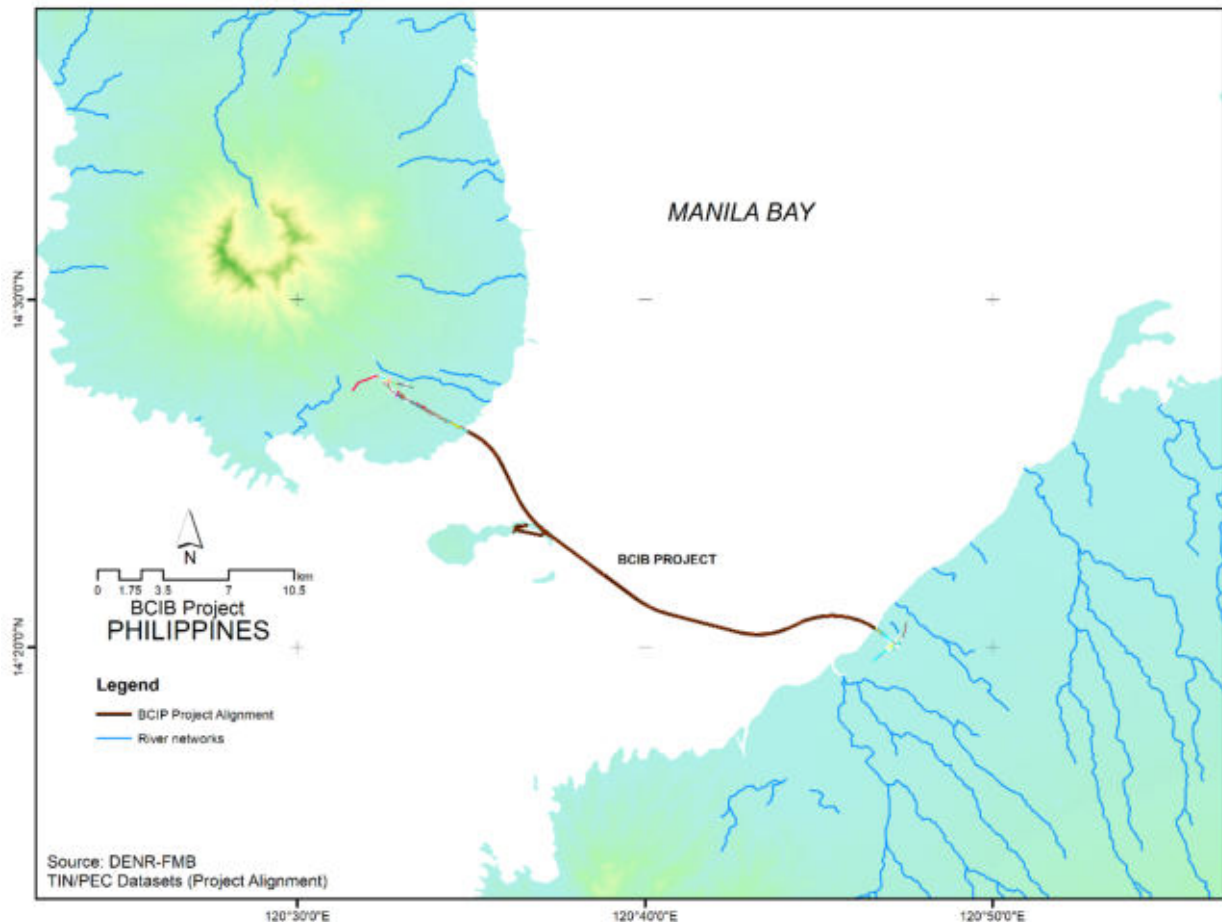 MANILA BAY
14°30'0"N
BCIB PROJECT
N
km
0 1.75 3.5 7 10.5
BCIB Project
PHILIPPINES
14°20'0"N
Legend
BCIP Project Alignment
River networks
Source: DENR-FMB
TIN/PEC Datasets (Project Alignment)
120°30'0"E 120°40'0"E 120°50'0"E